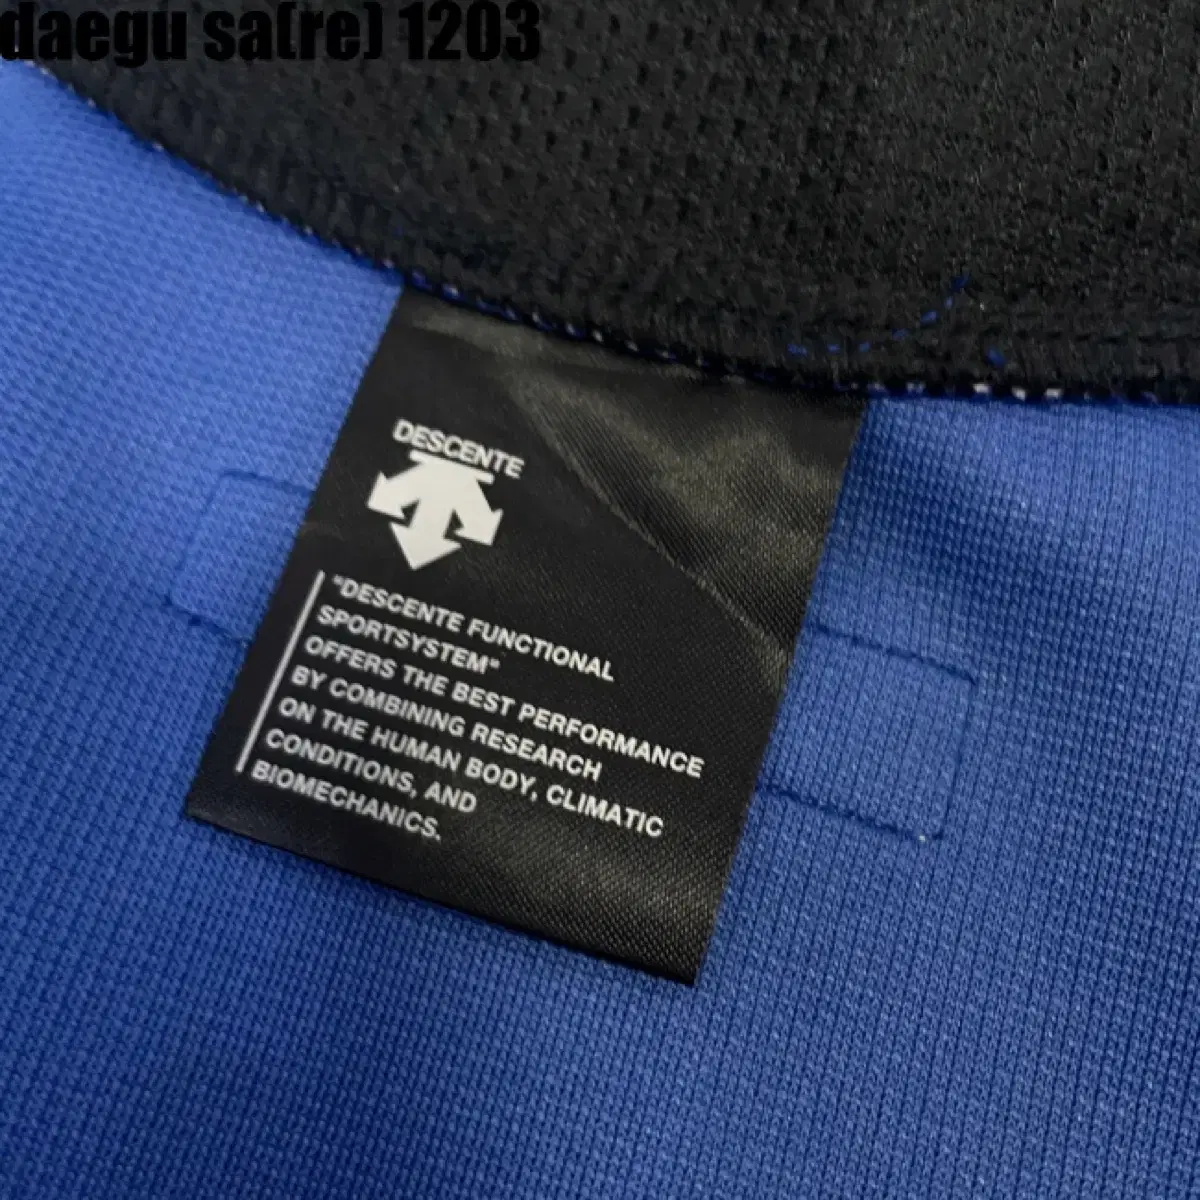 daegu sa(re) 1203
DESCENTE
"DESCENTE FUNCTIONAL
SPORTSYSTEM"
OFFERS THE BEST PERFORMANCE
BY COMBINING RESEARCH
ON THE HUMAN BODY, CLIMATIC
CONDITIONS, AND
BIOMECHANICS.